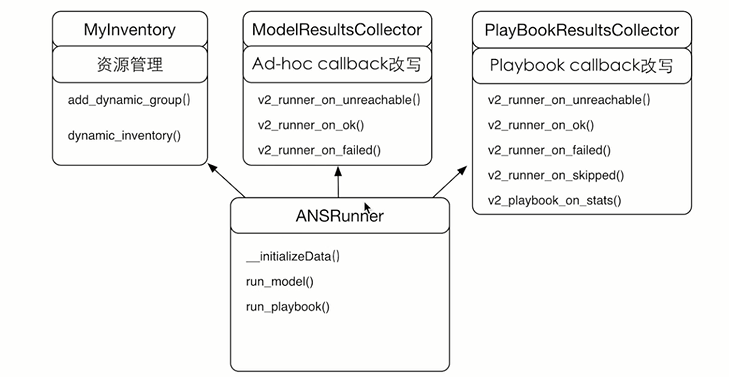 MyInventory
资源管理
add_dynamic_group()
dynamic_inventory()
ModelResultsCollector
Ad-hoc callback改写
v2_runner_on_unreachable()
v2_runner_on_ok()
v2_runner_on_failed()
PlayBookResultsCollector
Playbook callback改写
v2_runner_on_unreachable()
v2_runner_on_ok()
v2_runner_on_failed()
v2_runner_on_skipped()
v2_playbook_on_stats()
ANSRunner
__initializeData()
run_model()
run_playbook()